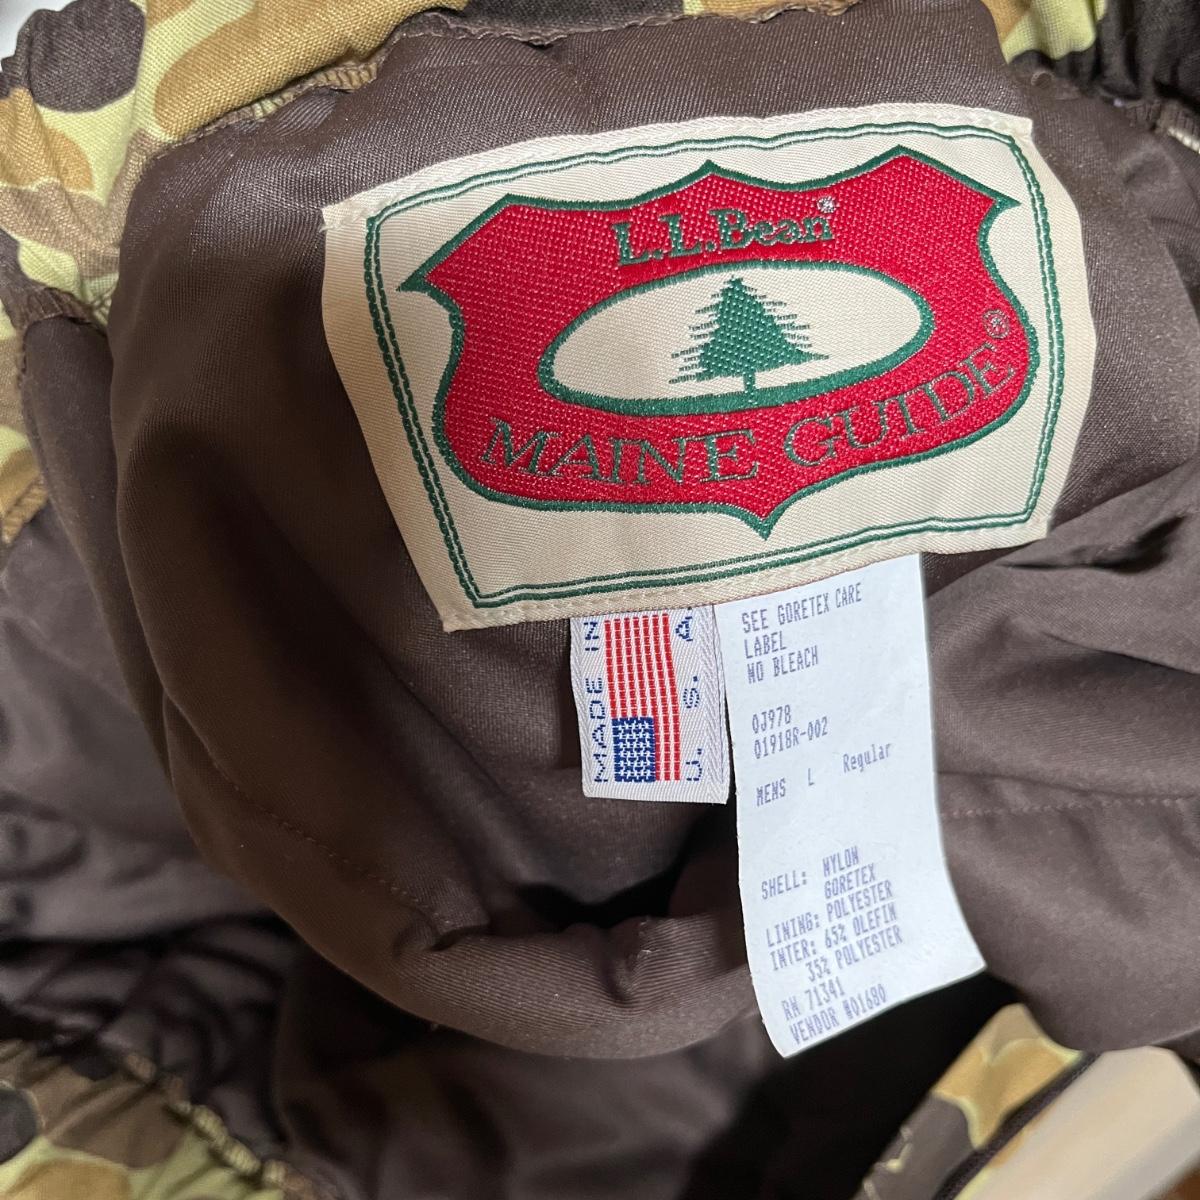 L.L.Bean®
MAINE GUIDE®
MADE IN
U. S. A.
SEE GORETEX CARE
LABEL
NO BLEACH
0J978
01918R-002
MENS L Regular
SHELL: NYLON
GORETEX
LINING: POLYESTER
INTER: 65% OLEFIN
35% POLYESTER
RN 71341
VENDOR #01680